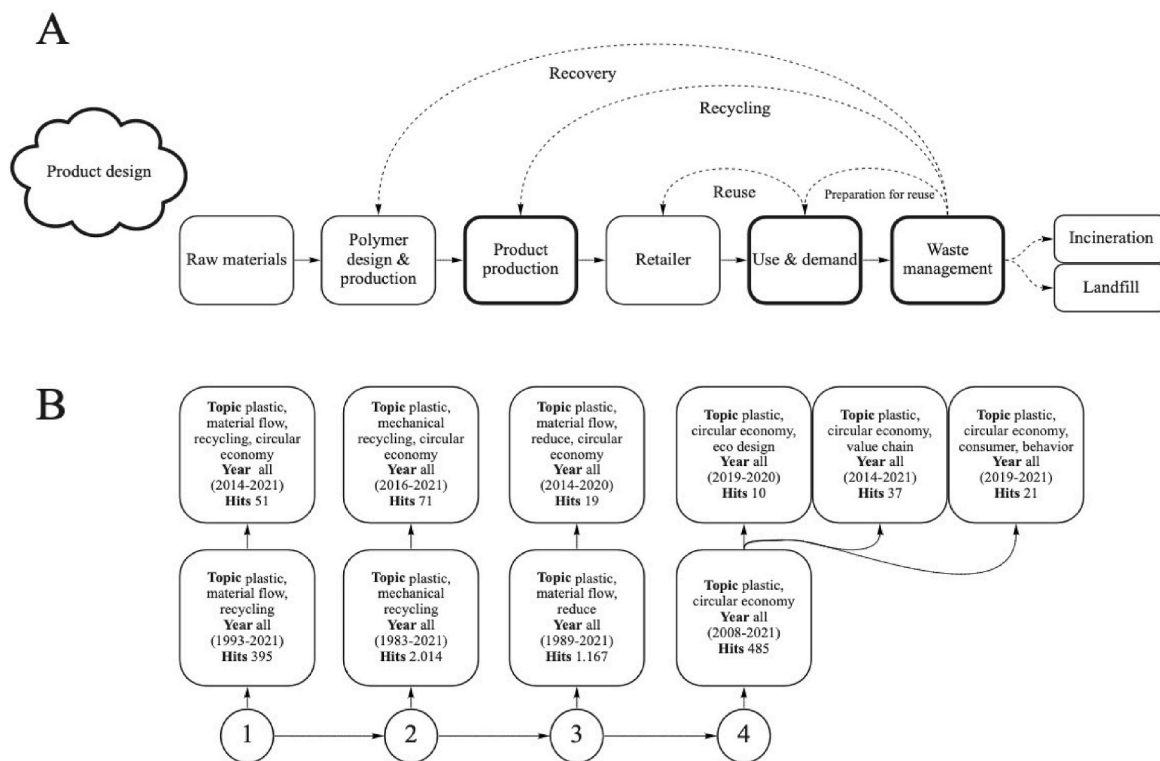 A
Recovery
Recycling
Product design
Reuse
Preparation for reuse
Raw materials
Polymer
design &
production
Product
production
Retailer
Use & demand
Waste
management
Incineration
Landfill
B
Topic plastic,
material flow,
recycling, circular
economy
Year all
(2014-2021)
Hits 51
Topic plastic,
mechanical
recycling, circular
economy
Year all
(2016-2021)
Hits 71
Topic plastic,
material flow,
reduce, circular
economy
Year all
(2014-2020)
Hits 19
Topic plastic,
circular economy,
eco design
Year all
(2019-2020)
Hits 10
Topic plastic,
circular economy,
value chain
Year all
(2014-2021)
Hits 37
Topic plastic,
circular economy,
consumer, behavior
Year all
(2019-2021)
Hits 21
Topic plastic,
material flow,
recycling
Year all
(1993-2021)
Hits 395
Topic plastic,
mechanical
recycling
Year all
(1983-2021)
Hits 2.014
Topic plastic,
material flow,
reduce
Year all
(1989-2021)
Hits 1.167
Topic plastic,
circular economy
Year all
(2008-2021)
Hits 485
1
2
3
4